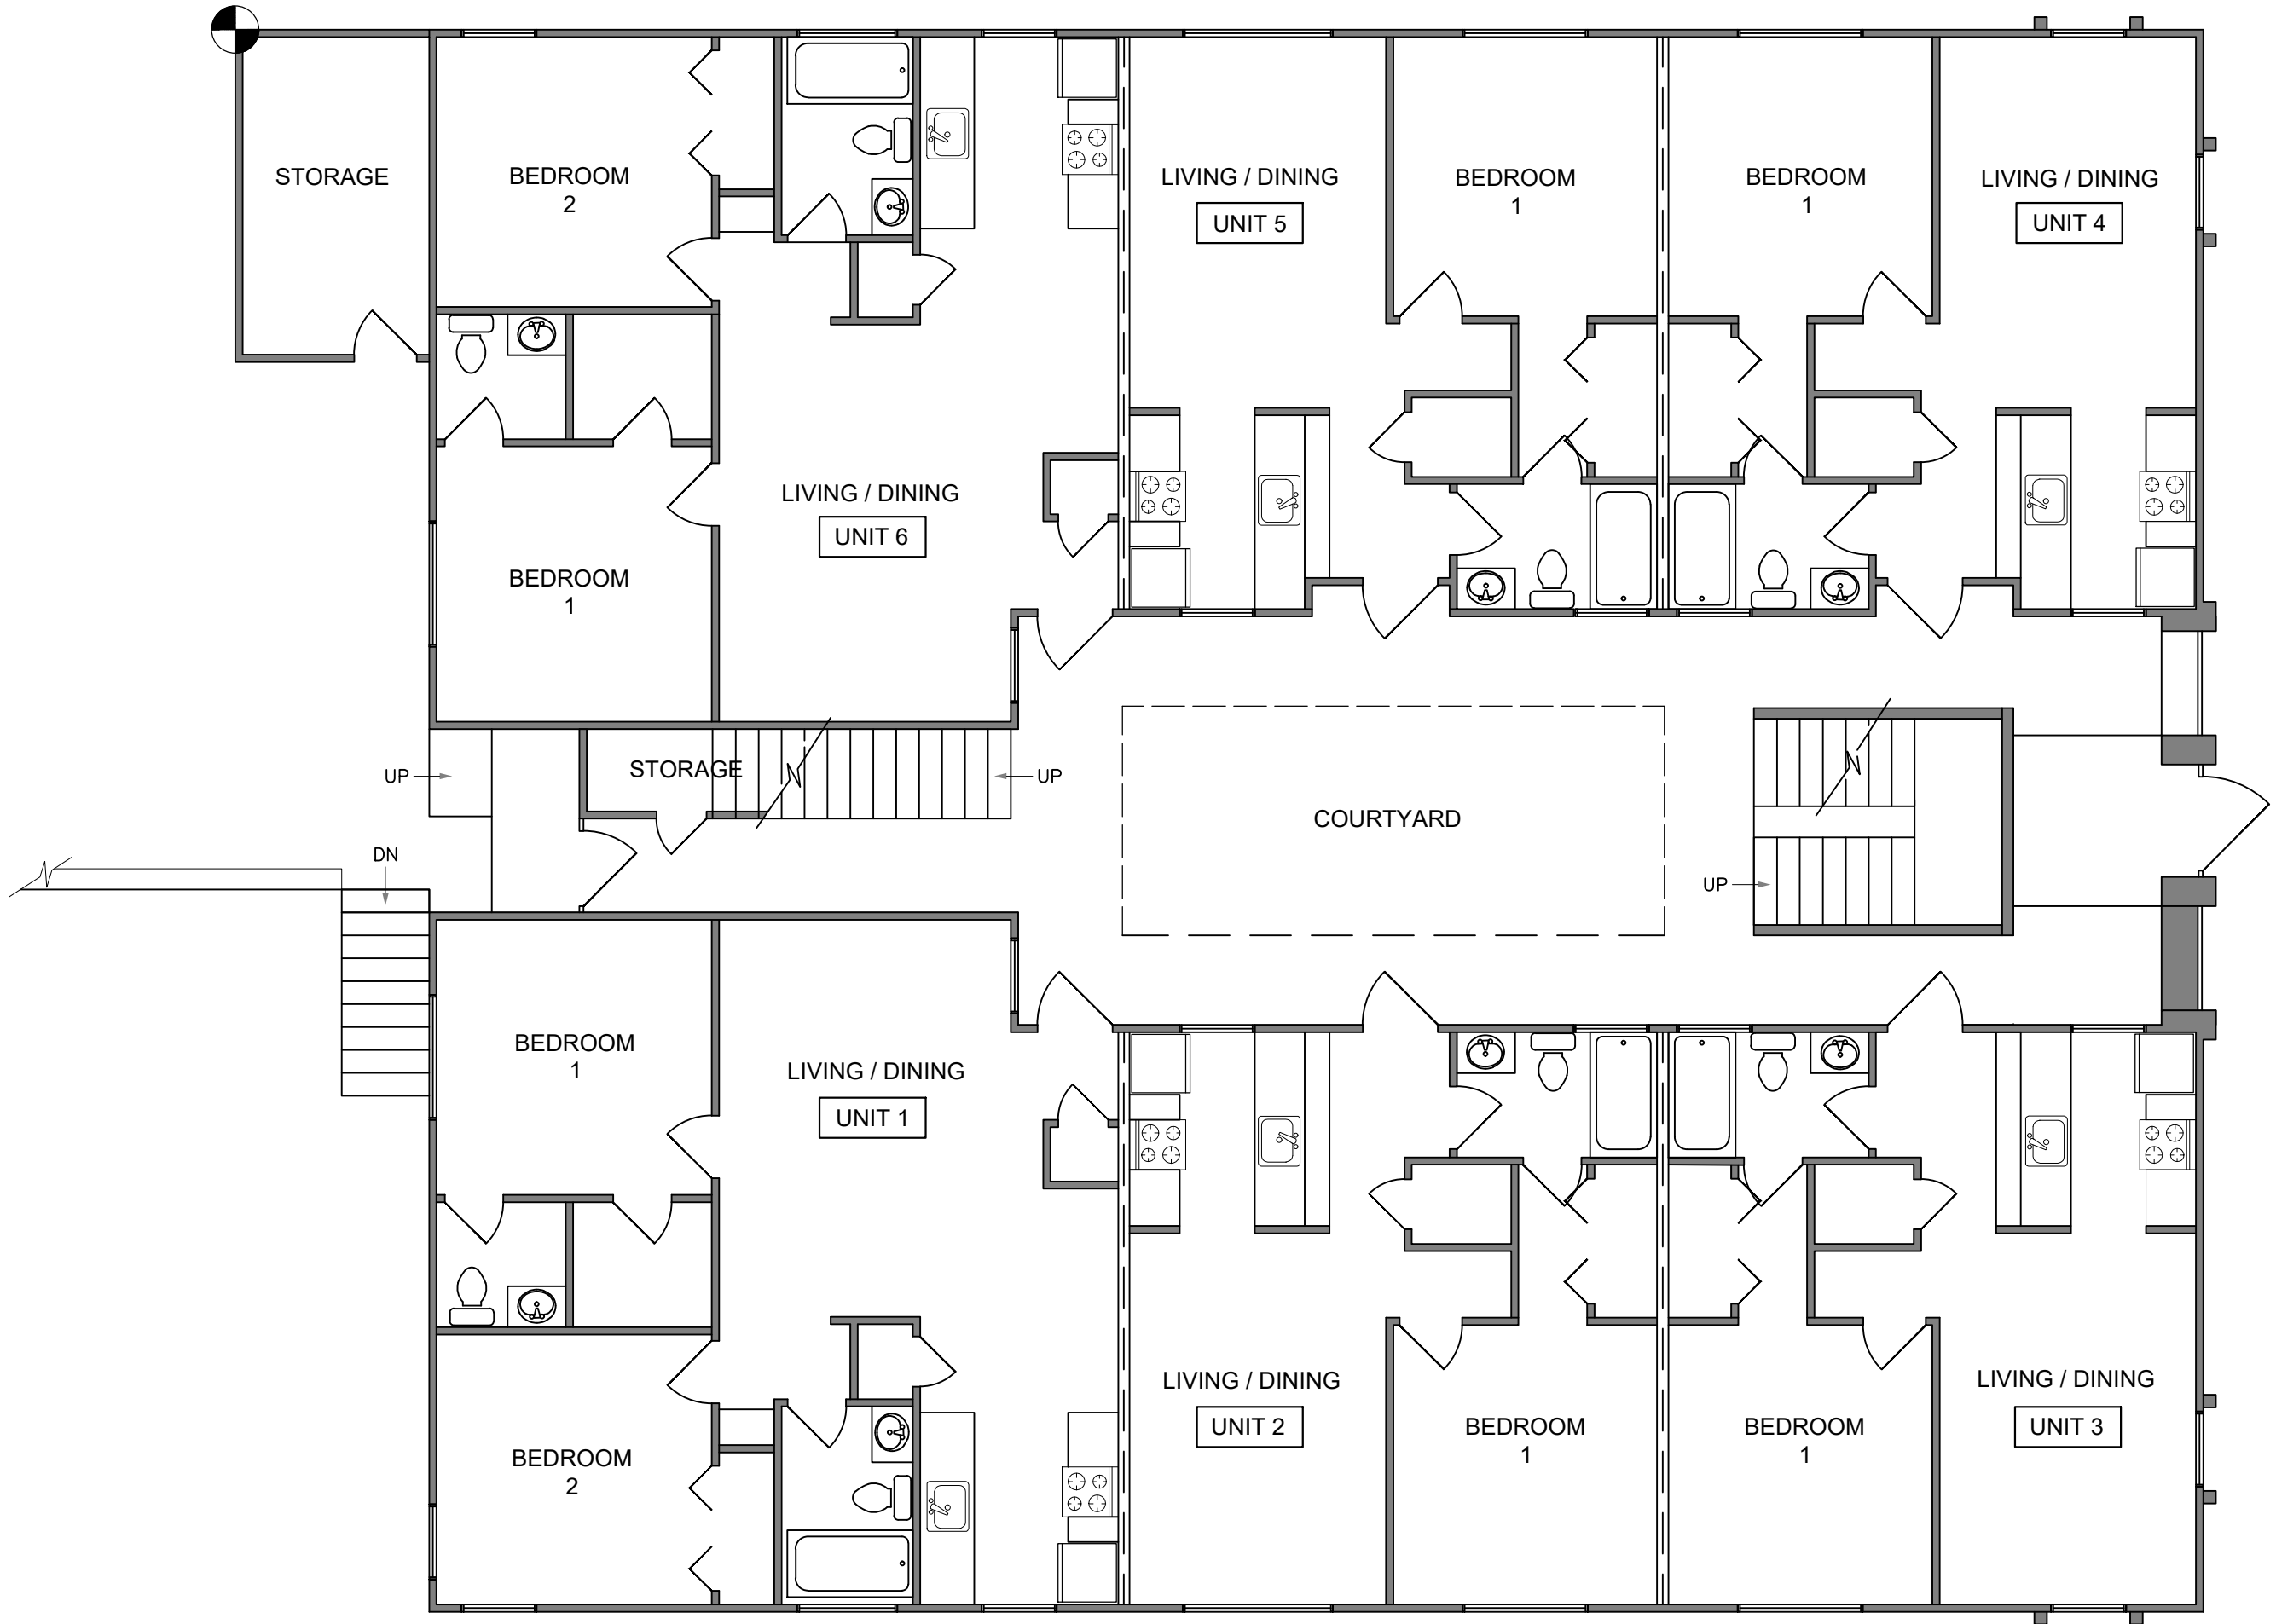 STORAGE
BEDROOM
2
LIVING / DINING
UNIT 5
BEDROOM
1
BEDROOM
1
LIVING / DINING
UNIT 4
LIVING / DINING
UNIT 6
BEDROOM
1
STORAGE
UP
UP
COURTYARD
DN
UP
BEDROOM
1
LIVING / DINING
UNIT 1
LIVING / DINING
UNIT 2
BEDROOM
1
BEDROOM
1
LIVING / DINING
UNIT 3
BEDROOM
2